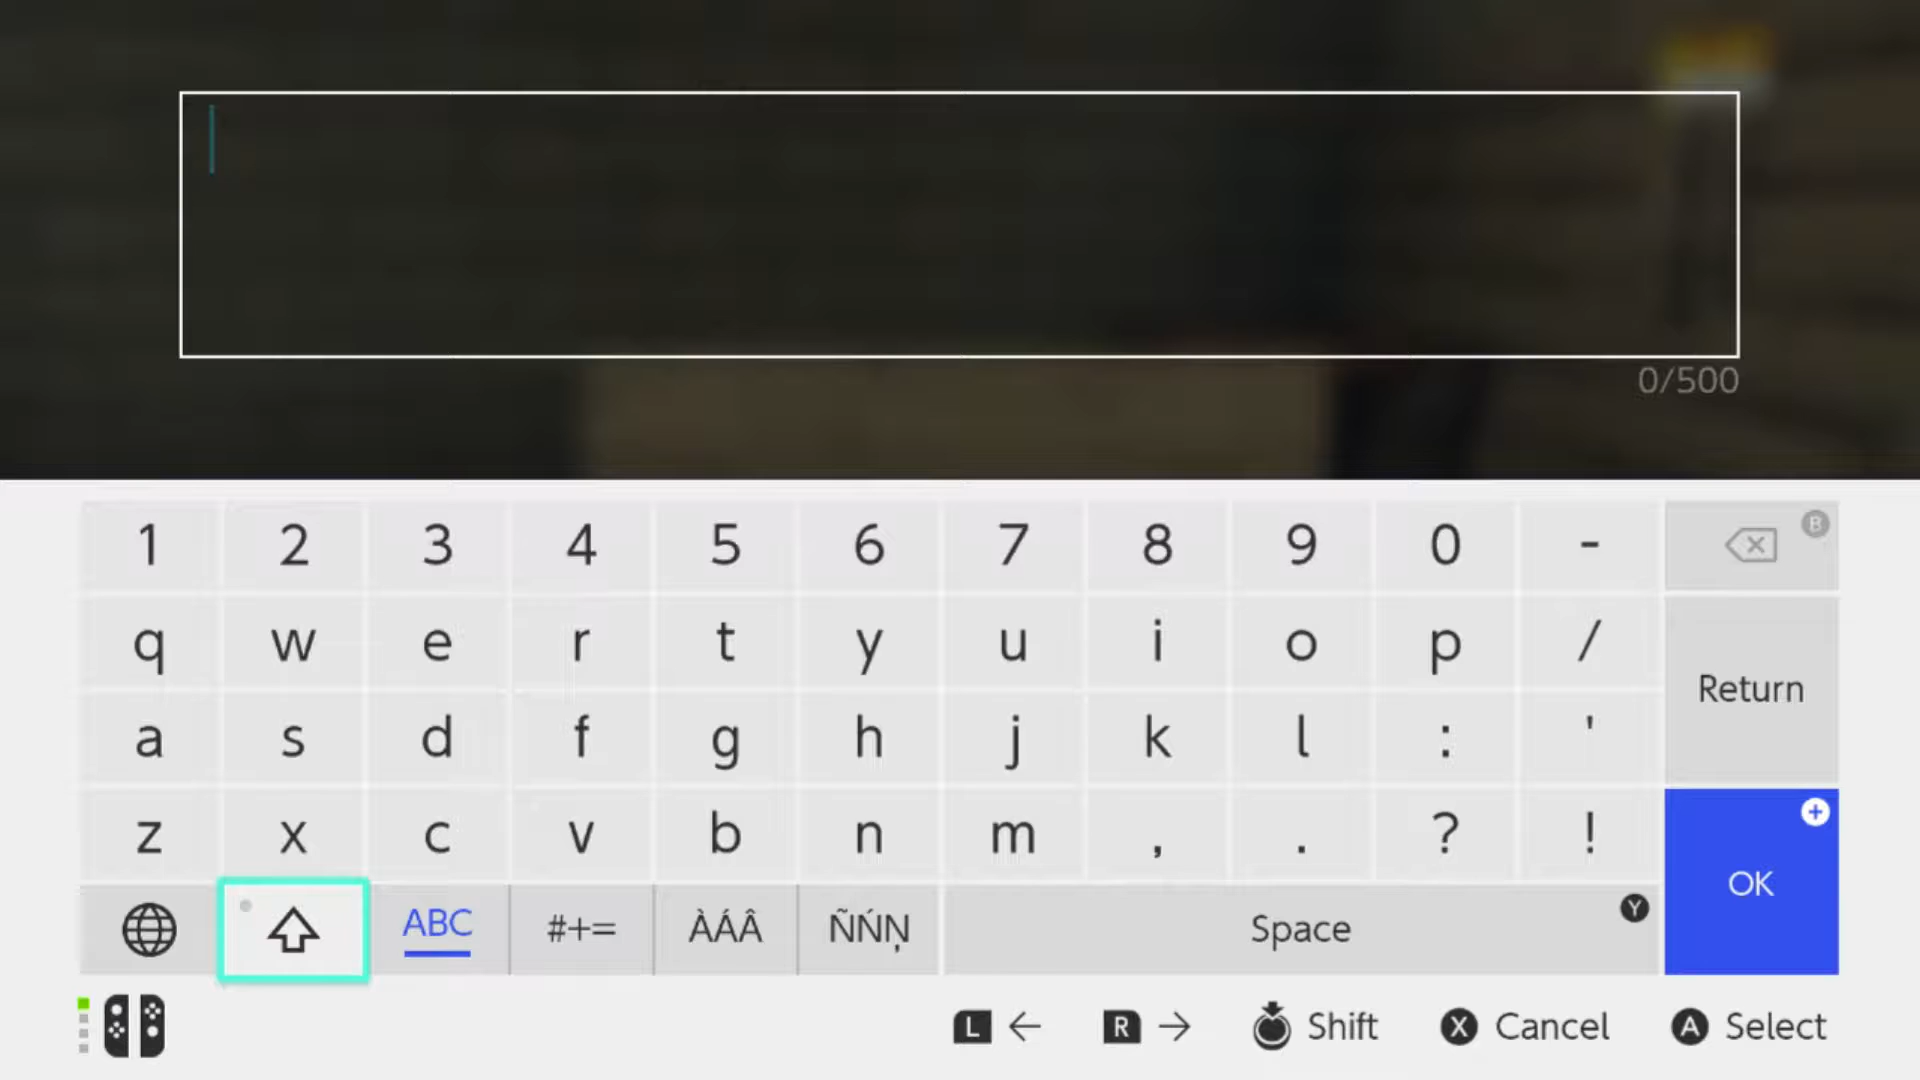 0/500
1 2 3 4 5 6 7 8 9 0 - B
q w e r t y u i o p /
Return
a s d f g h j k l : '
z x c v b n m , . ? ! +
OK
ABC #+= ÀÁÂ ÑŃŅ Space Y
L ← R → Shift X Cancel A Select